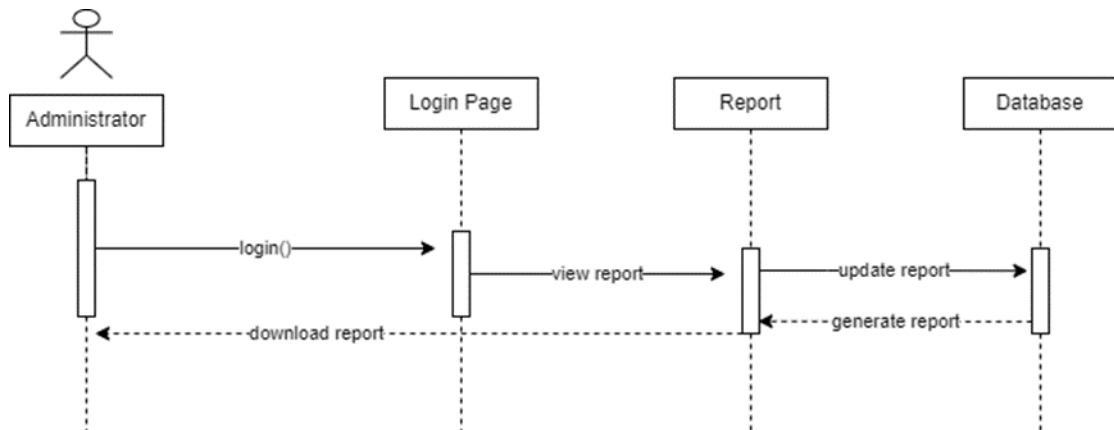 Administrator
Login Page
Report
Database
login()
view report
update report
generate report
download report